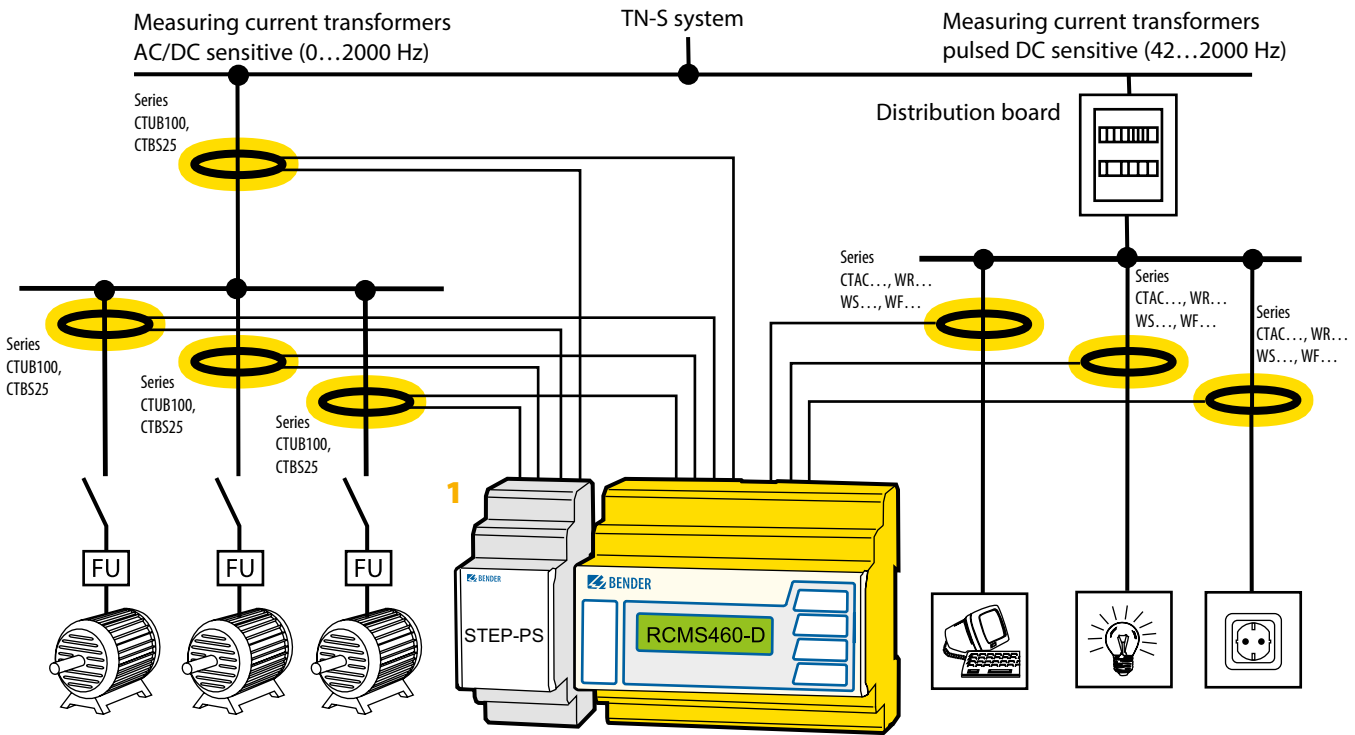 Measuring current transformers
AC/DC sensitive (0…2000 Hz)
TN-S system
Measuring current transformers
pulsed DC sensitive (42…2000 Hz)
Series
CTUB100,
CTBS25
Distribution board
Series
CTAC…, WR…
WS…, WF…
Series
CTAC…, WR…
WS…, WF…
Series
CTAC…, WR…
WS…, WF…
Series
CTUB100,
CTBS25
Series
CTUB100,
CTBS25
Series
CTUB100,
CTBS25
1
FU
FU
FU
BENDER
STEP-PS
BENDER
RCMS460-D